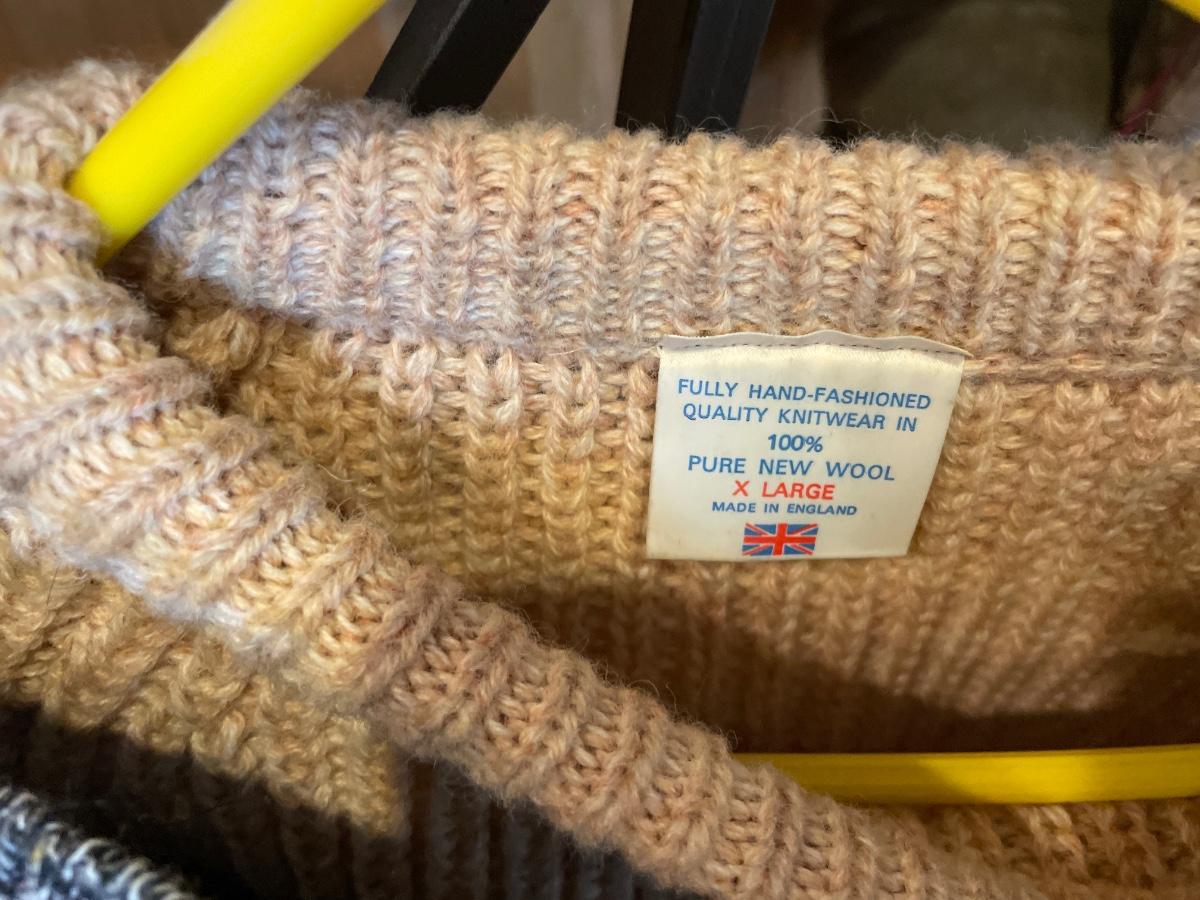 FULLY HAND-FASHIONED
QUALITY KNITWEAR IN
100%
PURE NEW WOOL
X LARGE
MADE IN ENGLAND